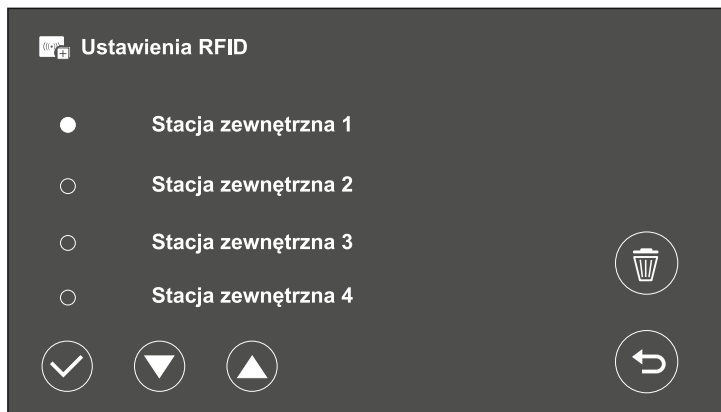 Ustawienia RFID
Stacja zewnętrzna 1
Stacja zewnętrzna 2
Stacja zewnętrzna 3
Stacja zewnętrzna 4